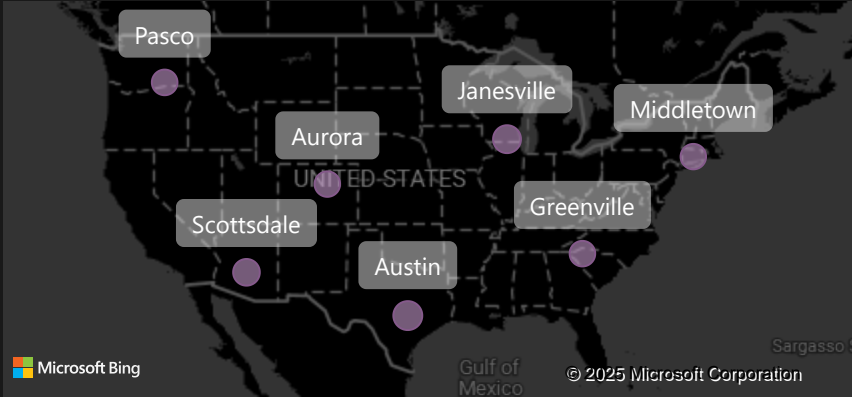 Pasco
Janesville
Middletown
Aurora
UNITED STATES
Greenville
Scottsdale
Austin
Sargasso S
Gulf of
Mexico
Microsoft Bing
© 2025 Microsoft Corporation